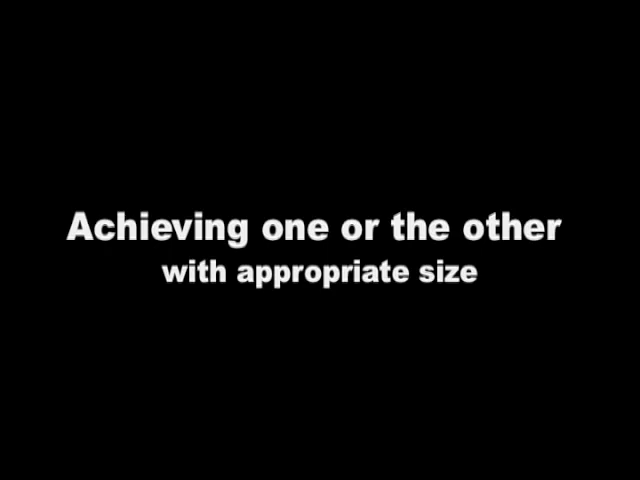 Achieving one or the other
with appropriate size